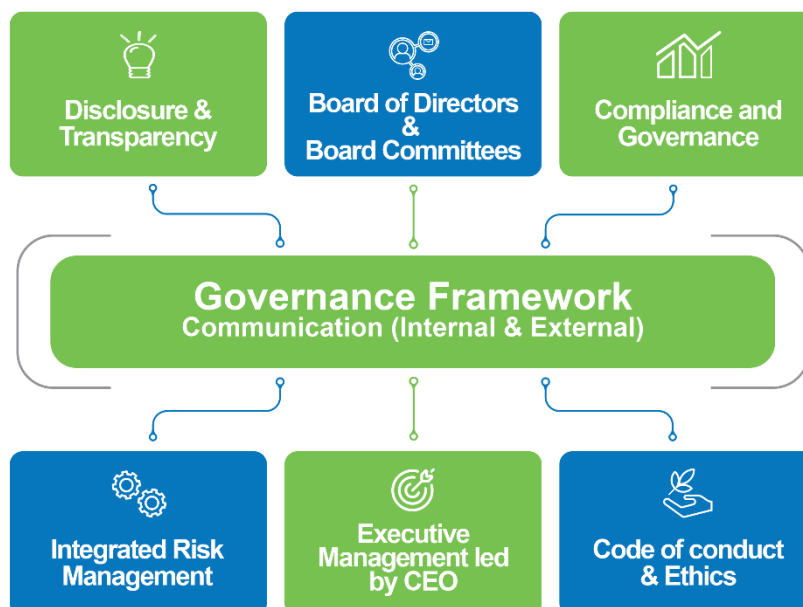 Disclosure &
Transparency
Board of Directors
&
Board Committees
Compliance and
Governance
Governance Framework
Communication (Internal & External)
Integrated Risk
Management
Executive
Management led
by CEO
Code of conduct
& Ethics